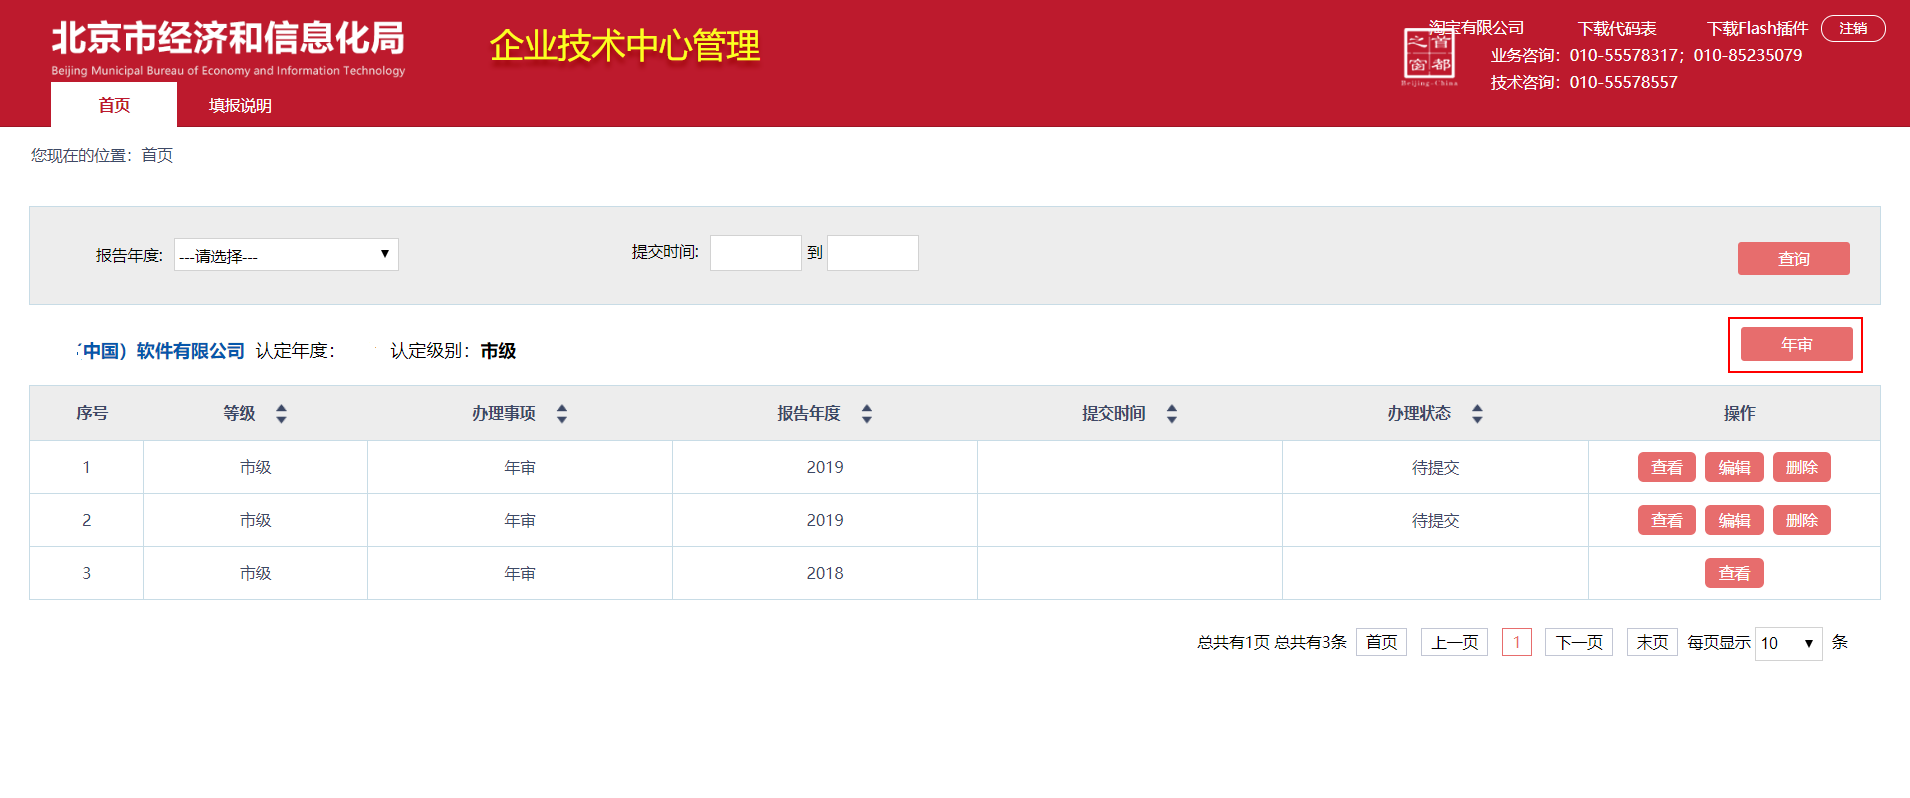 北京市经济和信息化局
Beijing Municipal Bureau of Economy and Information Technology
企业技术中心管理
首都之窗
Beijing-China
淘宝有限公司 下载代码表 下载Flash插件 注销
业务咨询：010-55578317；010-85235079
技术咨询：010-55578557
首页 填报说明
您现在的位置：首页
报告年度: ---请选择--- 提交时间: 到 查询
中国）软件有限公司 认定年度： 认定级别：市级 年审
序号 等级 办理事项 报告年度 提交时间 办理状态 操作
1 市级 年审 2019 待提交 查看 编辑 删除
2 市级 年审 2019 待提交 查看 编辑 删除
3 市级 年审 2018 查看
总共有1页 总共有3条 首页 上一页 1 下一页 末页 每页显示 10 条